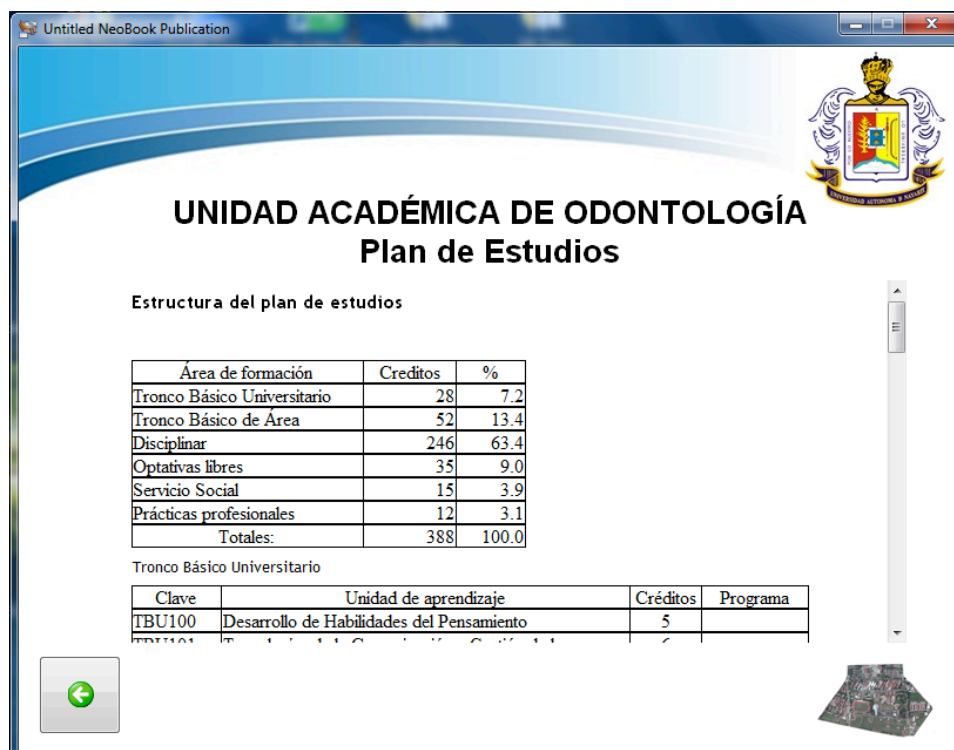 Untitled NeoBook Publication
UNIVERSIDAD AUTONOMA D NAYARIT
UNIDAD ACADÉMICA DE ODONTOLOGÍA
Plan de Estudios
Estructura del plan de estudios
Área de formación Creditos %
Tronco Básico Universitario 28 7.2
Tronco Básico de Área 52 13.4
Disciplinar 246 63.4
Optativas libres 35 9.0
Servicio Social 15 3.9
Prácticas profesionales 12 3.1
Totales: 388 100.0
Tronco Básico Universitario
Clave Unidad de aprendizaje Créditos Programa
TBU100 Desarrollo de Habilidades del Pensamiento 5